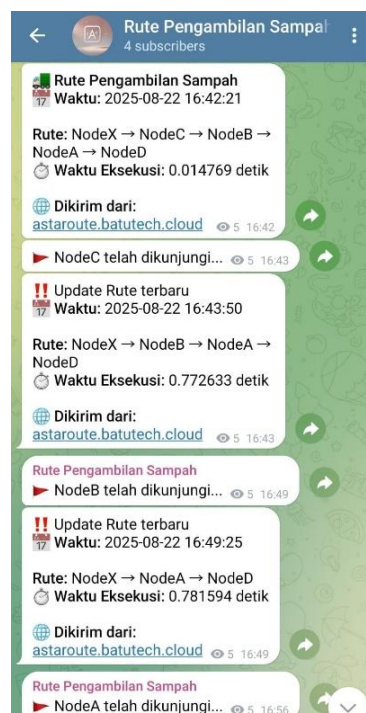 Rute Pengambilan Sampah
4 subscribers
Rute Pengambilan Sampah
Waktu: 2025-08-22 16:42:21
Rute: NodeX → NodeC → NodeB →
NodeA → NodeD
Waktu Eksekusi: 0.014769 detik
Dikirim dari:
astaroute.batutech.cloud 5 16:42
NodeC telah dikunjungi... 5 16:43
!! Update Rute terbaru
Waktu: 2025-08-22 16:43:50
Rute: NodeX → NodeB → NodeA →
NodeD
Waktu Eksekusi: 0.772633 detik
Dikirim dari:
astaroute.batutech.cloud 5 16:43
Rute Pengambilan Sampah
NodeB telah dikunjungi... 5 16:49
!! Update Rute terbaru
Waktu: 2025-08-22 16:49:25
Rute: NodeX → NodeA → NodeD
Waktu Eksekusi: 0.781594 detik
Dikirim dari:
astaroute.batutech.cloud 5 16:49
Rute Pengambilan Sampah
NodeA telah dikunjungi... 5 16:56